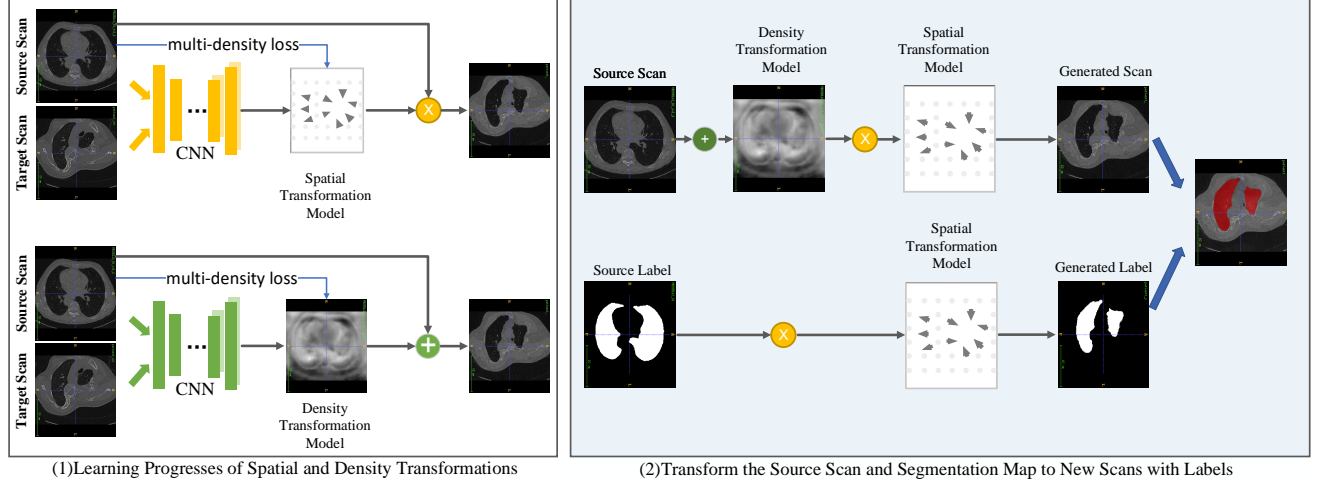 Source Scan
Target Scan
multi-density loss
...
CNN
X
Spatial
Transformation
Model
Source Scan
Target Scan
multi-density loss
...
CNN
+
Density
Transformation
Model
(1)Learning Progresses of Spatial and Density Transformations
Source Scan
+
Density
Transformation
Model
X
Spatial
Transformation
Model
Generated Scan
Source Label
X
Spatial
Transformation
Model
Generated Label
(2)Transform the Source Scan and Segmentation Map to New Scans with Labels